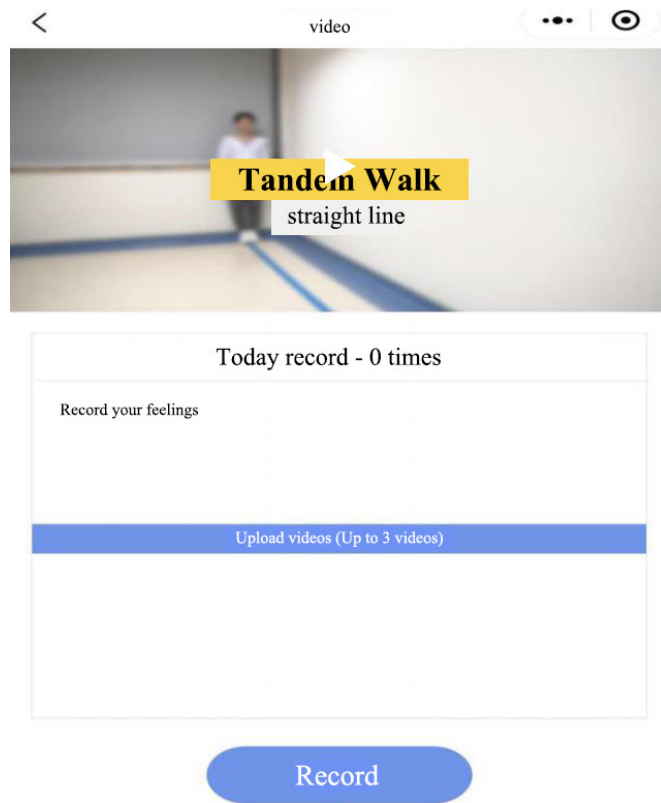 video
Tandem Walk
straight line
Today record - 0 times
Record your feelings
Upload videos (Up to 3 videos)
Record